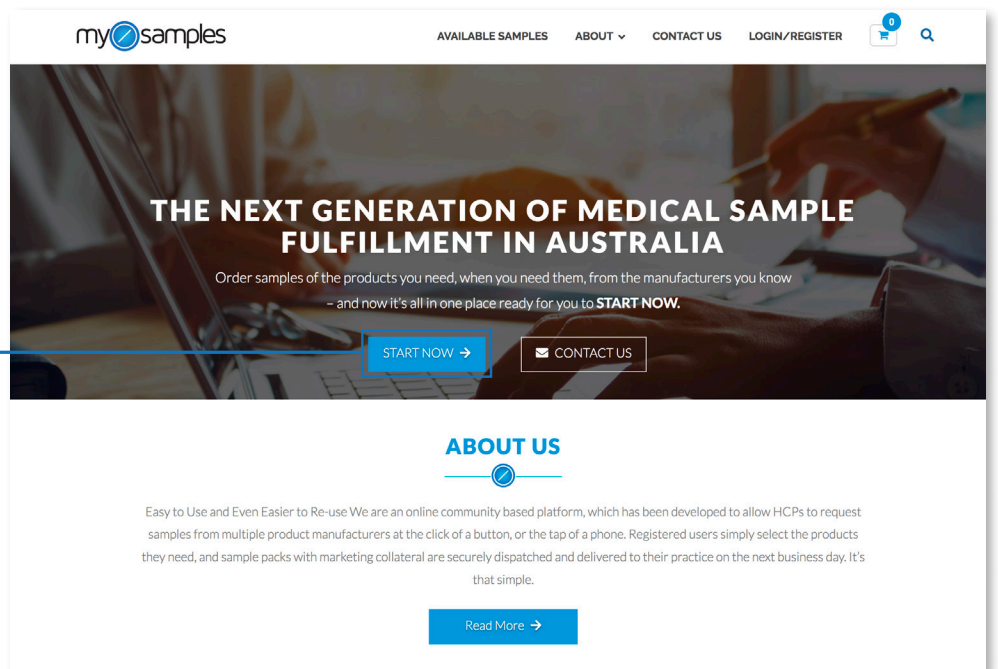 my samples
AVAILABLE SAMPLES ABOUT CONTACT US LOGIN/REGISTER 0
THE NEXT GENERATION OF MEDICAL SAMPLE
FULFILLMENT IN AUSTRALIA
Order samples of the products you need, when you need them, from the manufacturers you know
– and now it's all in one place ready for you to START NOW.
START NOW CONTACT US
ABOUT US
Easy to Use and Even Easier to Re-use We are an online community based platform, which has been developed to allow HCPs to request
samples from multiple product manufacturers at the click of a button, or the tap of a phone. Registered users simply select the products
they need, and sample packs with marketing collateral are securely dispatched and delivered to their practice on the next business day. It's
that simple.
Read More